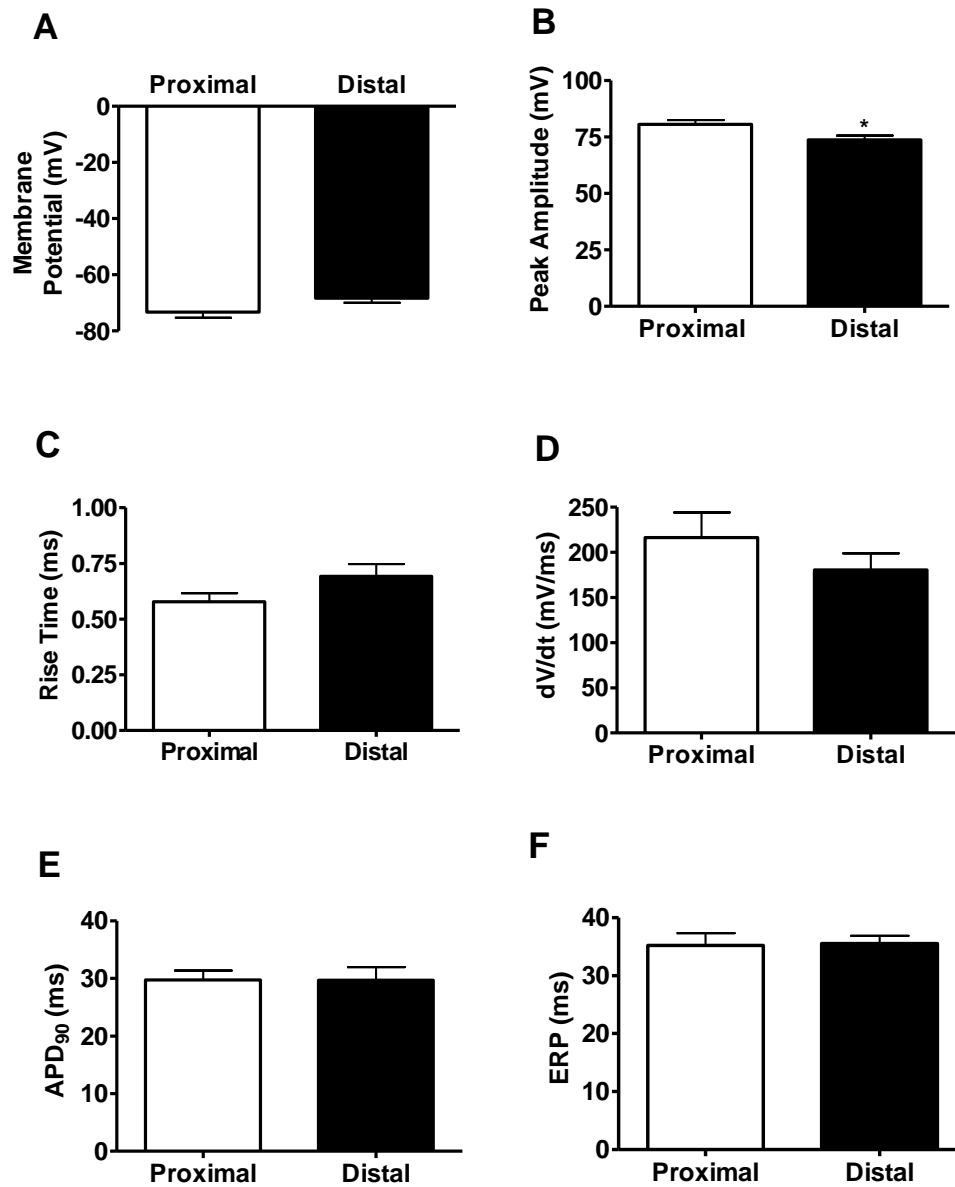 A
Proximal Distal
0
-20
-40
-60
-80
Membrane
Potential (mV)
B
100
75
50
25
0
Peak Amplitude (mV)
*
Proximal Distal
C
1.00
0.75
0.50
0.25
0.00
Rise Time (ms)
Proximal Distal
D
250
200
150
100
50
0
dV/dt (mV/ms)
Proximal Distal
E
40
30
20
10
0
APD90 (ms)
Proximal Distal
F
40
30
20
10
0
ERP (ms)
Proximal Distal